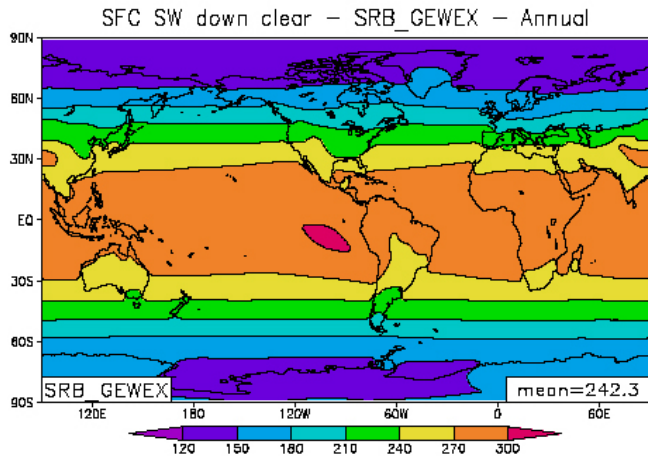 SFC SW down clear – SRB_GEWEX – Annual
90N
60N
30N
EQ
30S
60S
90S
SRB_GEWEX
mean=242.3
120E 180 120W 60W 0 60E
120 150 180 210 240 270 300